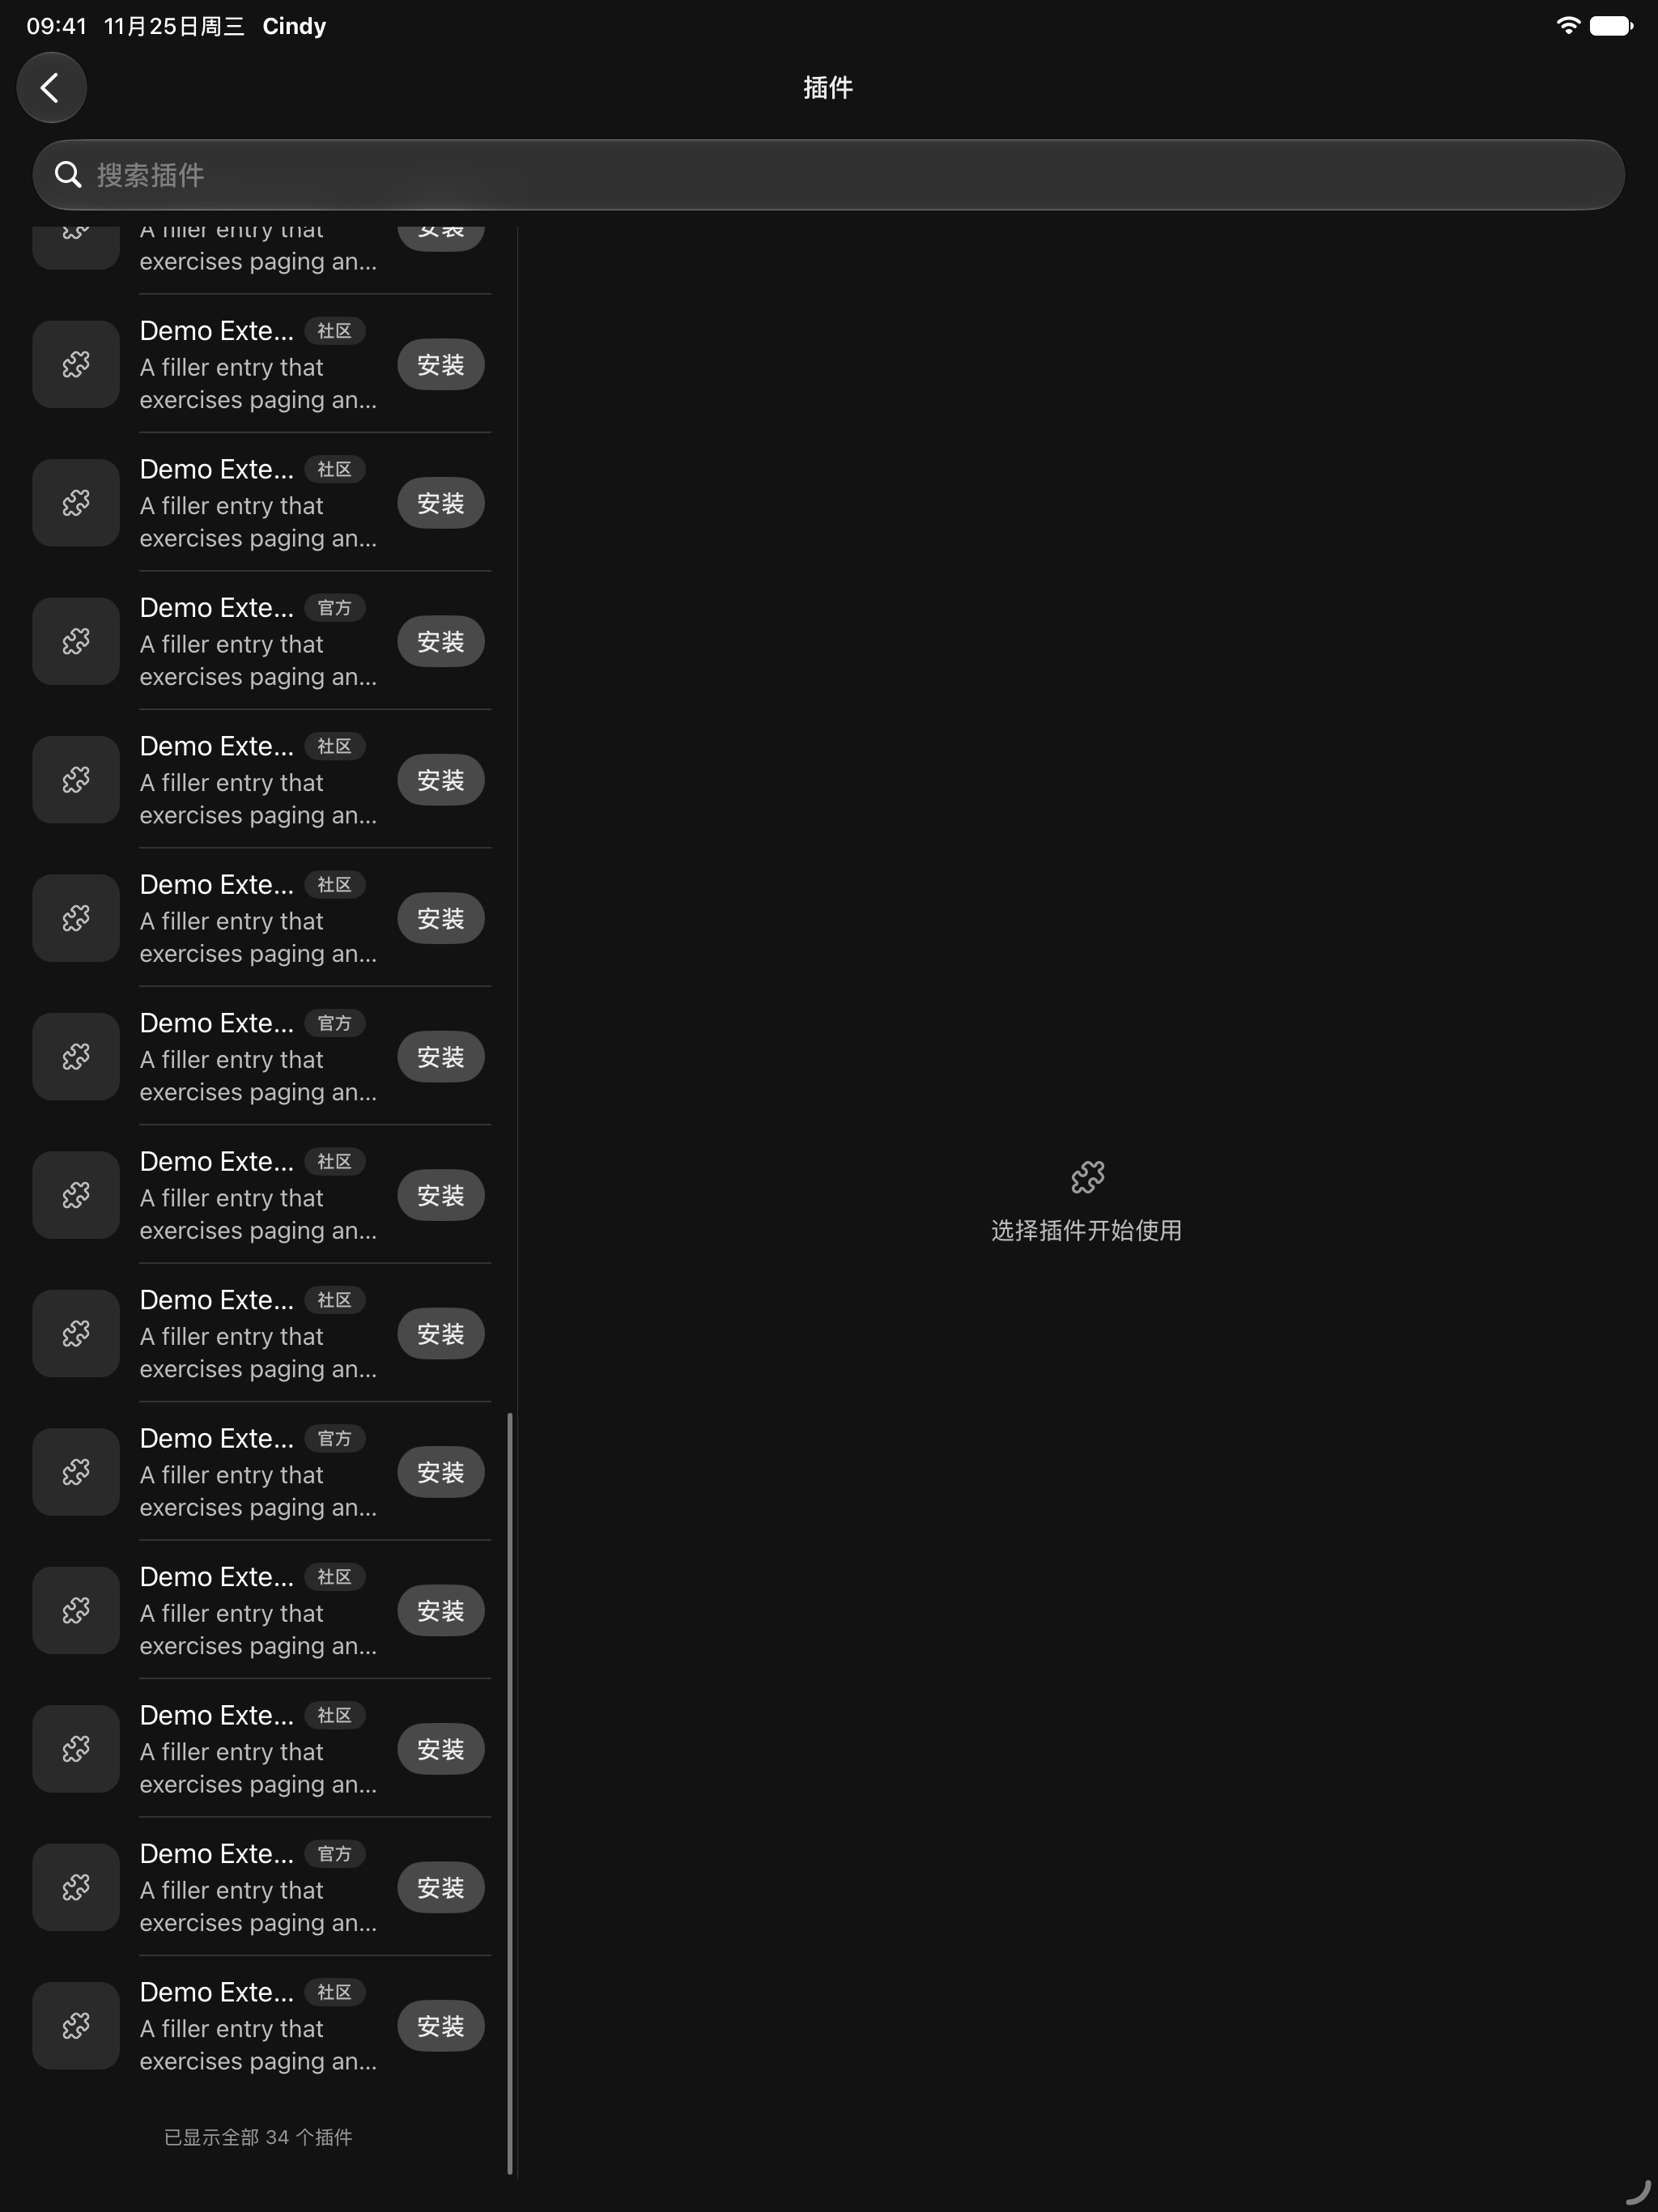 09:41 11月25日周三 Cindy
插件
搜索插件
A filler entry that
exercises paging an...
安装
Demo Exte... 社区
A filler entry that
exercises paging an...
安装
Demo Exte... 社区
A filler entry that
exercises paging an...
安装
Demo Exte... 官方
A filler entry that
exercises paging an...
安装
Demo Exte... 社区
A filler entry that
exercises paging an...
安装
Demo Exte... 社区
A filler entry that
exercises paging an...
安装
Demo Exte... 官方
A filler entry that
exercises paging an...
安装
Demo Exte... 社区
A filler entry that
exercises paging an...
安装
Demo Exte... 社区
A filler entry that
exercises paging an...
安装
Demo Exte... 官方
A filler entry that
exercises paging an...
安装
Demo Exte... 社区
A filler entry that
exercises paging an...
安装
Demo Exte... 社区
A filler entry that
exercises paging an...
安装
Demo Exte... 官方
A filler entry that
exercises paging an...
安装
Demo Exte... 社区
A filler entry that
exercises paging an...
安装
已显示全部 34 个插件
选择插件开始使用